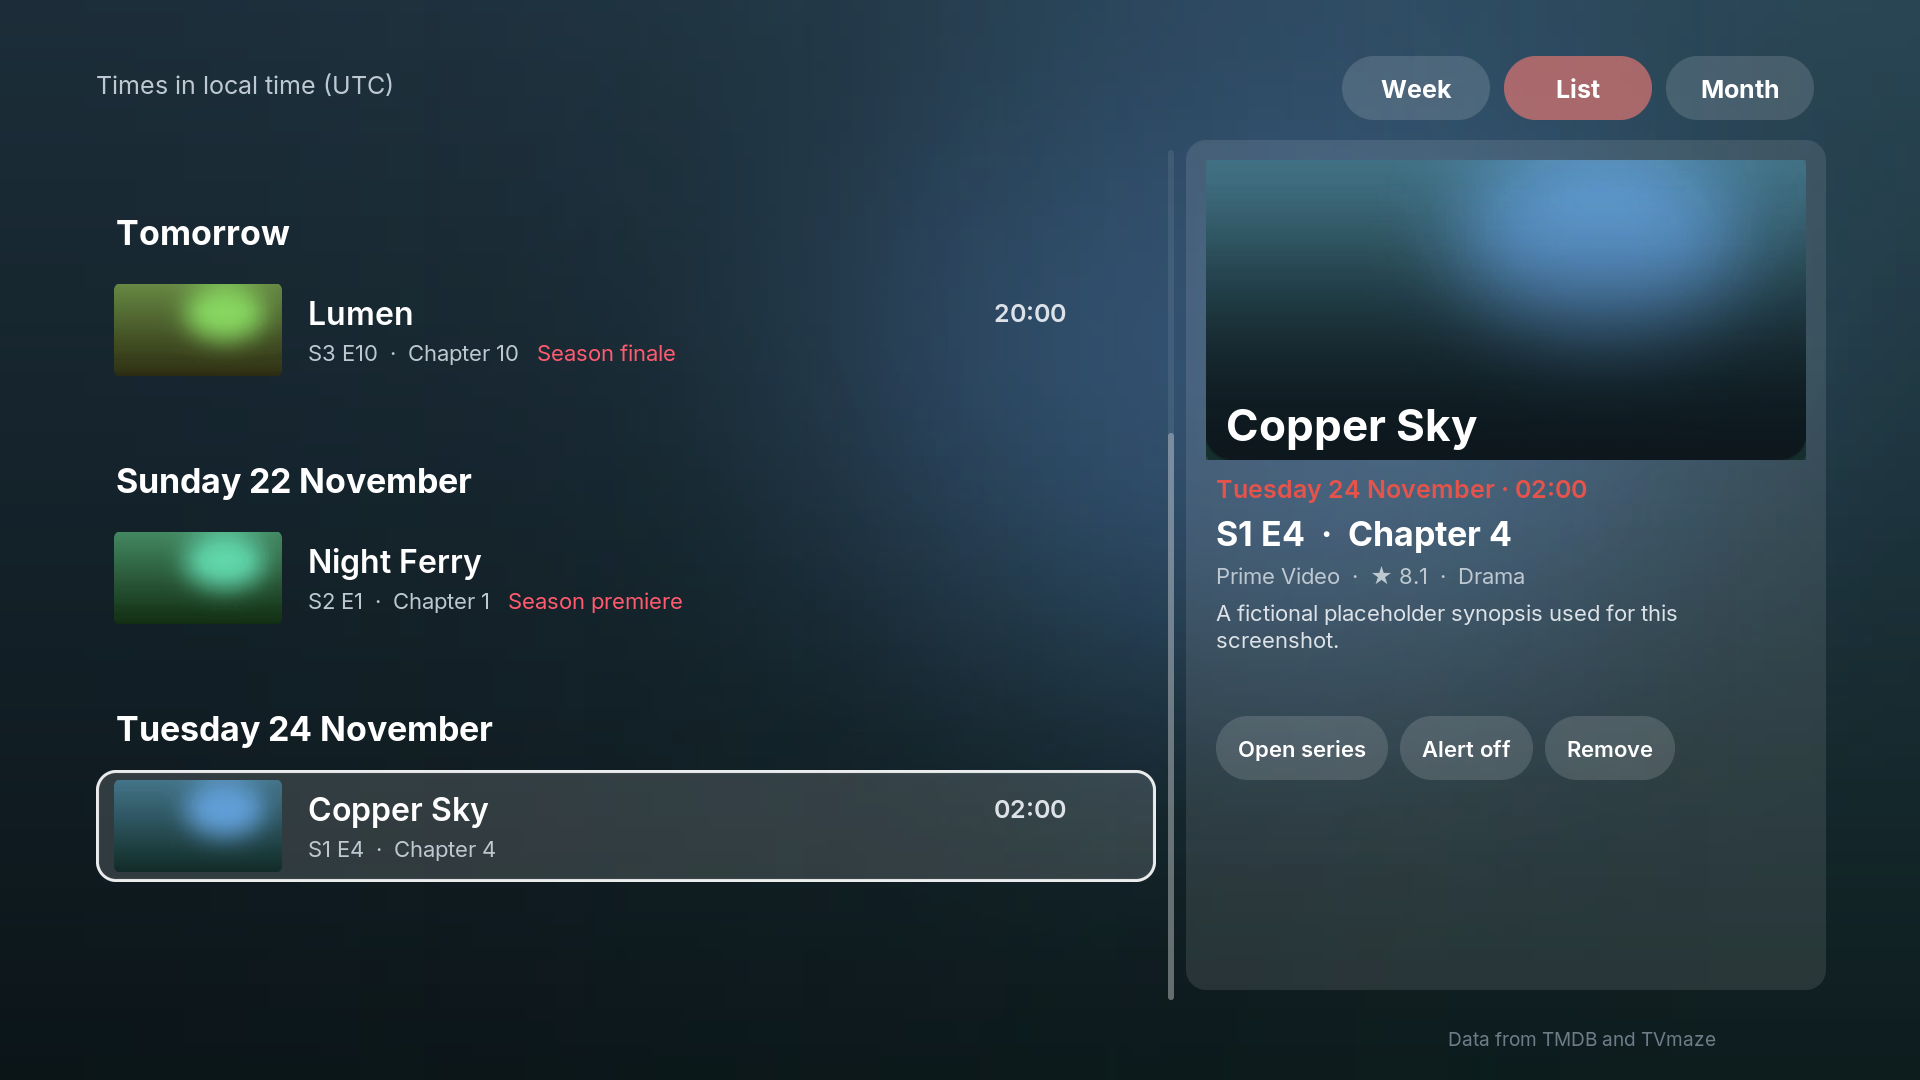 Times in local time (UTC)
Week
List
Month
Tomorrow
Lumen
20:00
S3 E10 · Chapter 10 Season finale
Sunday 22 November
Night Ferry
S2 E1 · Chapter 1 Season premiere
Tuesday 24 November
Copper Sky
02:00
S1 E4 · Chapter 4
Copper Sky
Tuesday 24 November · 02:00
S1 E4 · Chapter 4
Prime Video · ★ 8.1 · Drama
A fictional placeholder synopsis used for this
screenshot.
Open series
Alert off
Remove
Data from TMDB and TVmaze